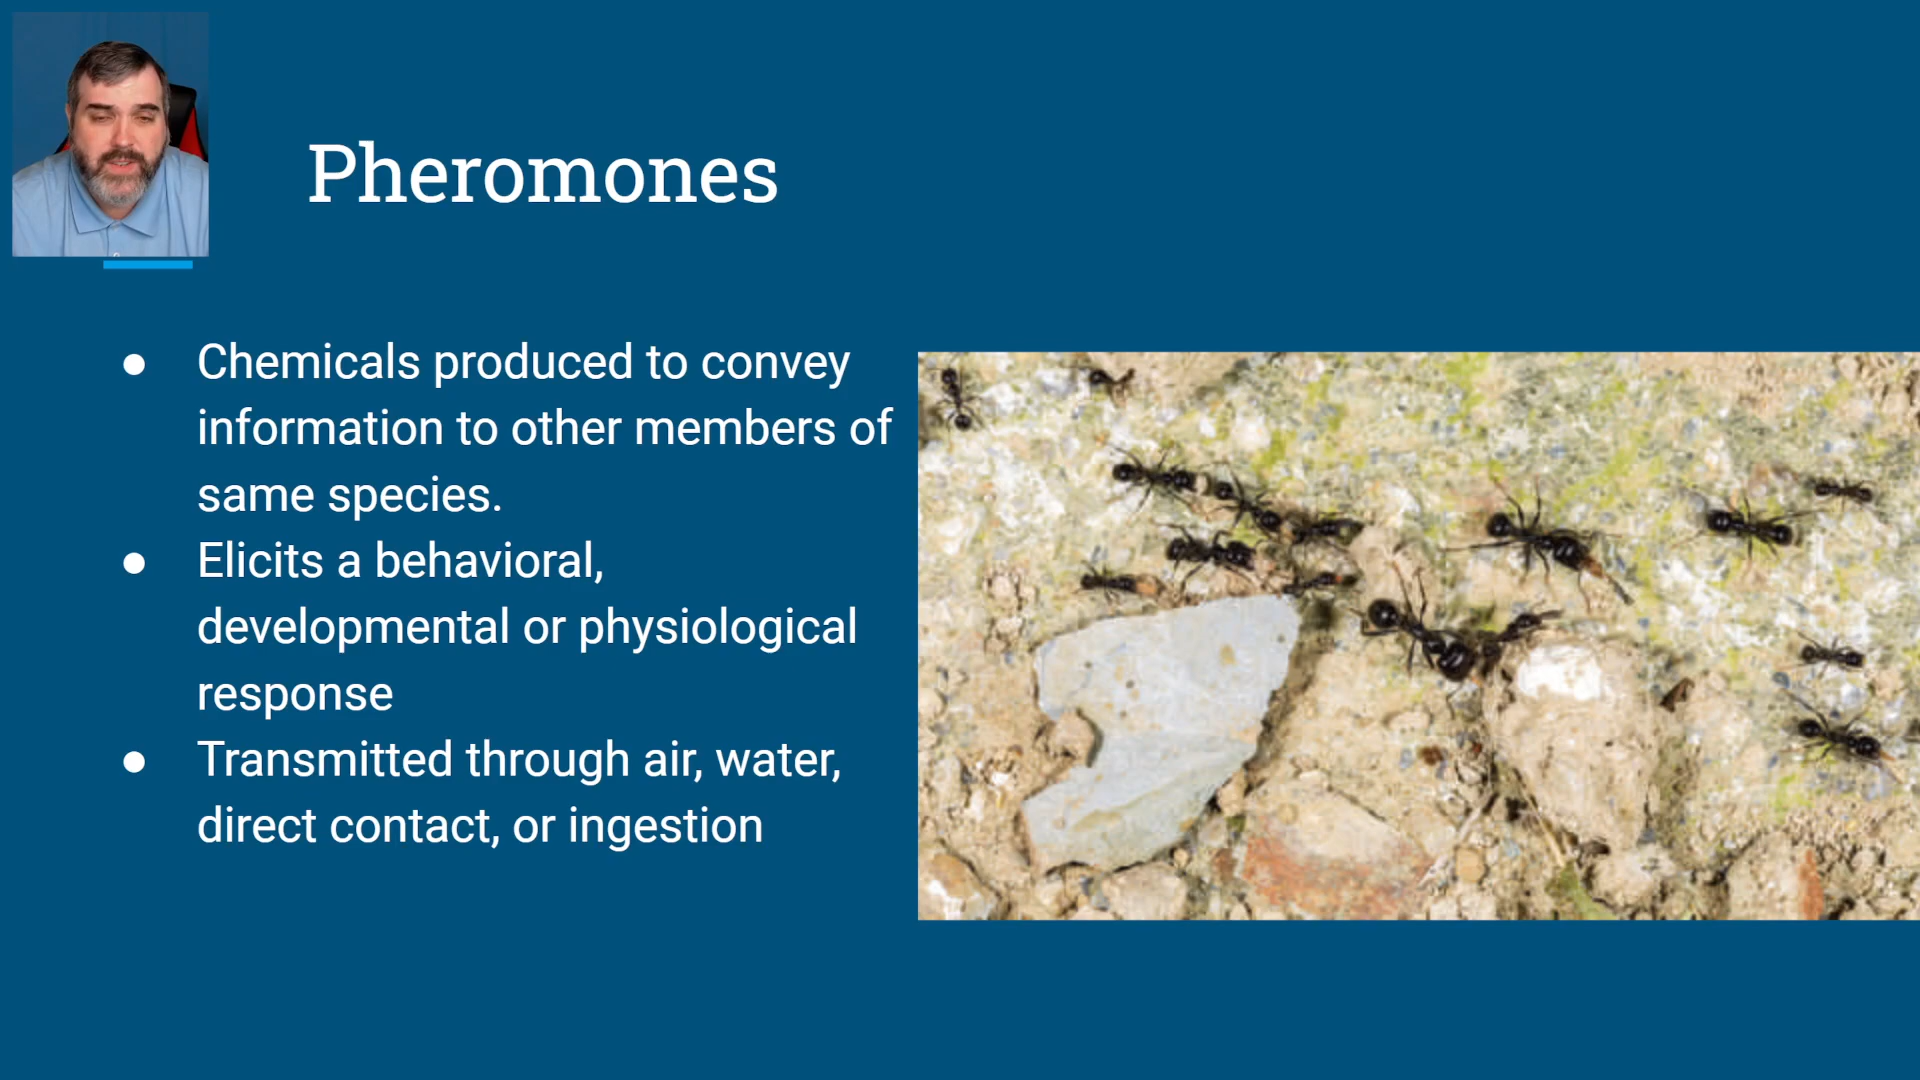 Pheromones
● Chemicals produced to convey
information to other members of
same species.
● Elicits a behavioral,
developmental or physiological
response
● Transmitted through air, water,
direct contact, or ingestion